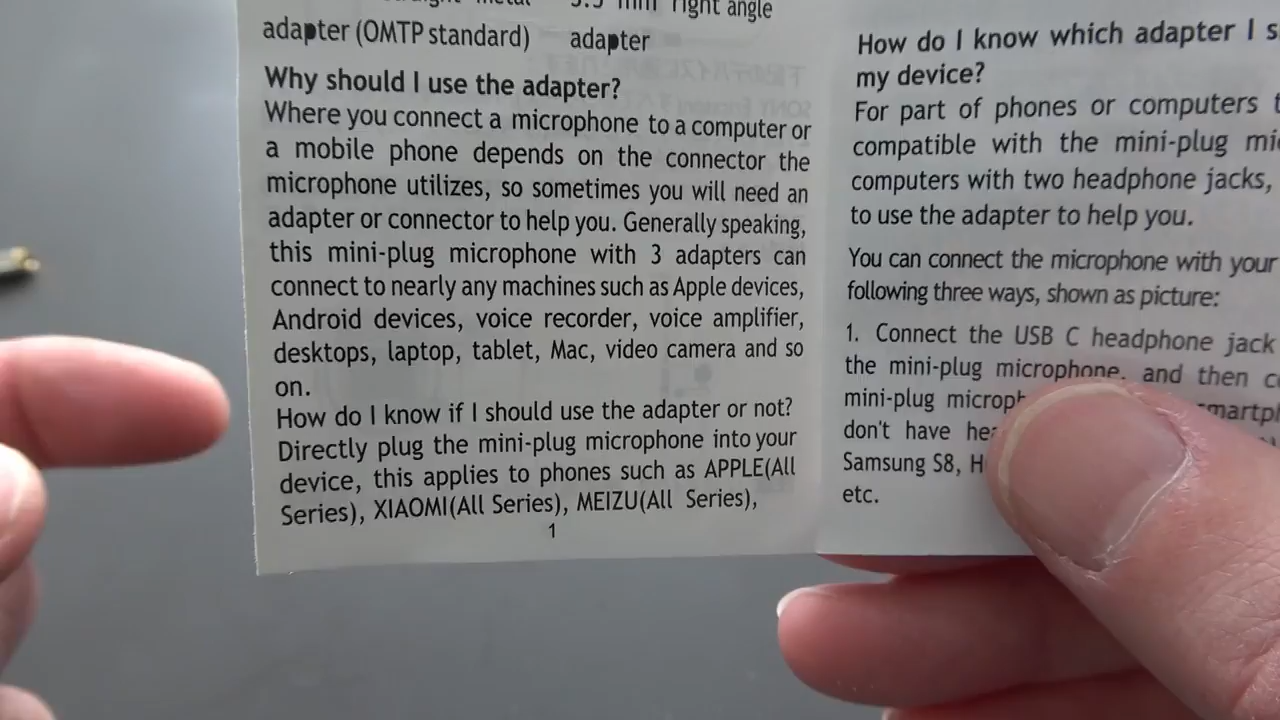 3.5 mm right angle
adapter (OMTP standard) adapter
Why should I use the adapter?
Where you connect a microphone to a computer or
a mobile phone depends on the connector the
microphone utilizes, so sometimes you will need an
adapter or connector to help you. Generally speaking,
this mini-plug microphone with 3 adapters can
connect to nearly any machines such as Apple devices,
Android devices, voice recorder, voice amplifier,
desktops, laptop, tablet, Mac, video camera and so
on.
How do I know if I should use the adapter or not?
Directly plug the mini-plug microphone into your
device, this applies to phones such as APPLE(All
Series), XIAOMI(All Series), MEIZU(All Series),
1
How do I know which adapter I
my device?
For part of phones or computers
compatible with the mini-plug
computers with two headphone jacks,
to use the adapter to help you.
You can connect the microphone with your
following three ways, shown as picture:
1. Connect the USB C headphone jack
the mini-plug microphone, and then
mini-plug
don't have
Samsung S8,
etc.